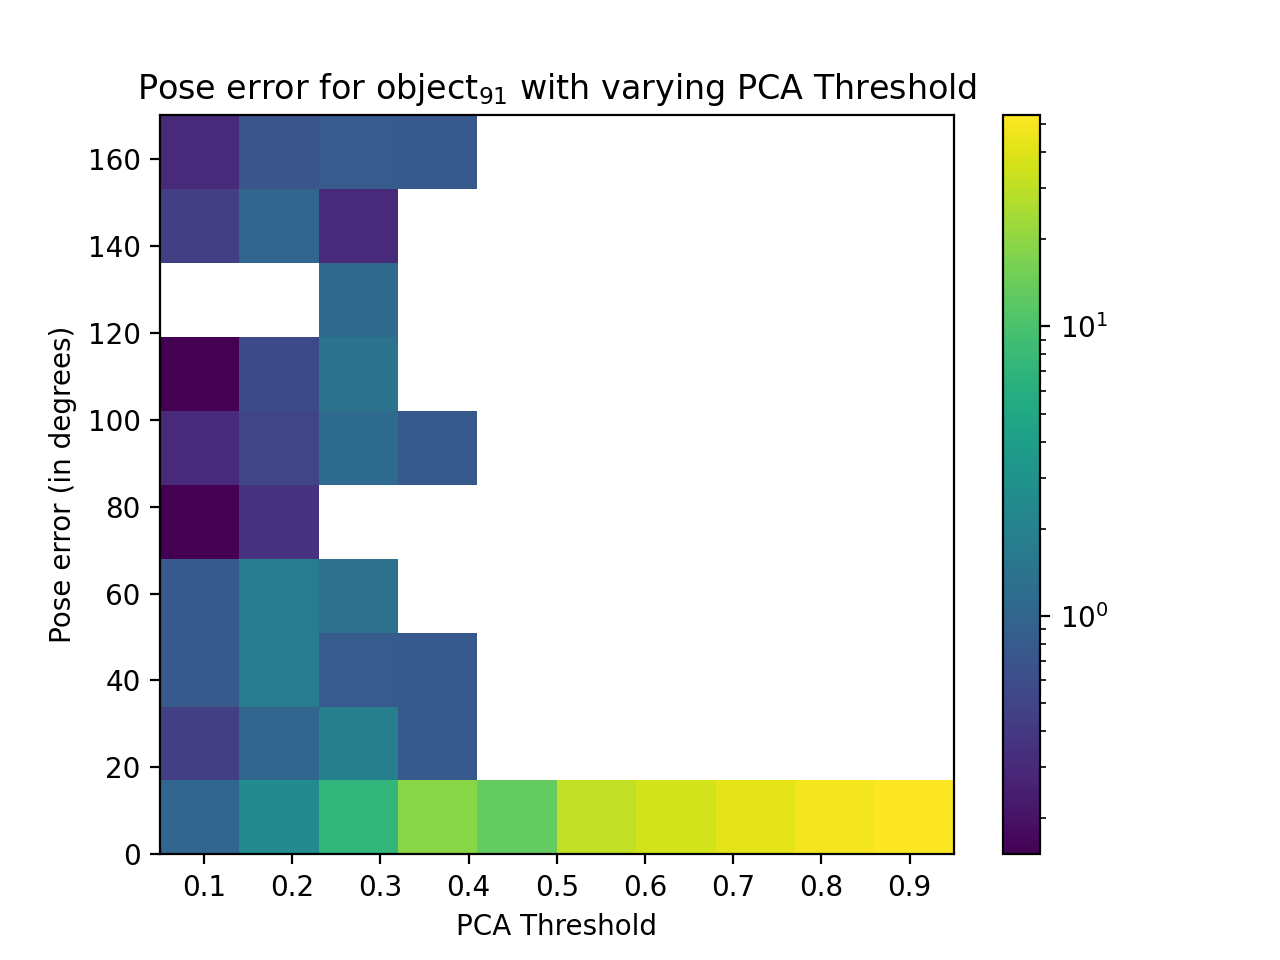 Pose error for object₉₁ with varying PCA Threshold
160
140
120
100
80
60
40
20
0
Pose error (in degrees)
0.1 0.2 0.3 0.4 0.5 0.6 0.7 0.8 0.9
PCA Threshold
10¹
10⁰